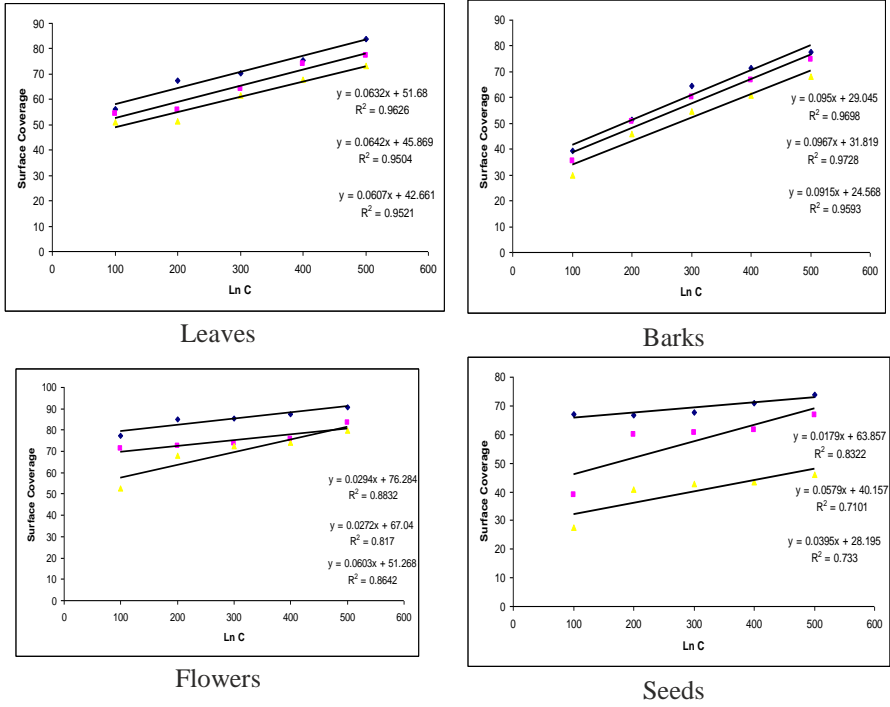 90
80
70
60
50
40
30
20
10
0
Surface Coverage
y = 0.0632x + 51.68
R² = 0.9626
y = 0.0642x + 45.869
R² = 0.9504
y = 0.0607x + 42.661
R² = 0.9521
0 100 200 300 400 500 600
Ln C
Leaves
90
80
70
60
50
40
30
20
10
0
Surface Coverage
y = 0.095x + 29.045
R² = 0.9698
y = 0.0967x + 31.819
R² = 0.9728
y = 0.0915x + 24.568
R² = 0.9593
0 100 200 300 400 500 600
Ln C
Barks
100
90
80
70
60
50
40
30
20
10
0
Surface Coverage
y = 0.0294x + 76.284
R² = 0.8832
y = 0.0272x + 67.04
R² = 0.817
y = 0.0603x + 51.268
R² = 0.8642
0 100 200 300 400 500 600
Ln C
Flowers
80
70
60
50
40
30
20
10
0
Surface Coverage
y = 0.0179x + 63.857
R² = 0.8322
y = 0.0579x + 40.157
R² = 0.7101
y = 0.0395x + 28.195
R² = 0.733
0 100 200 300 400 500 600
Ln C
Seeds